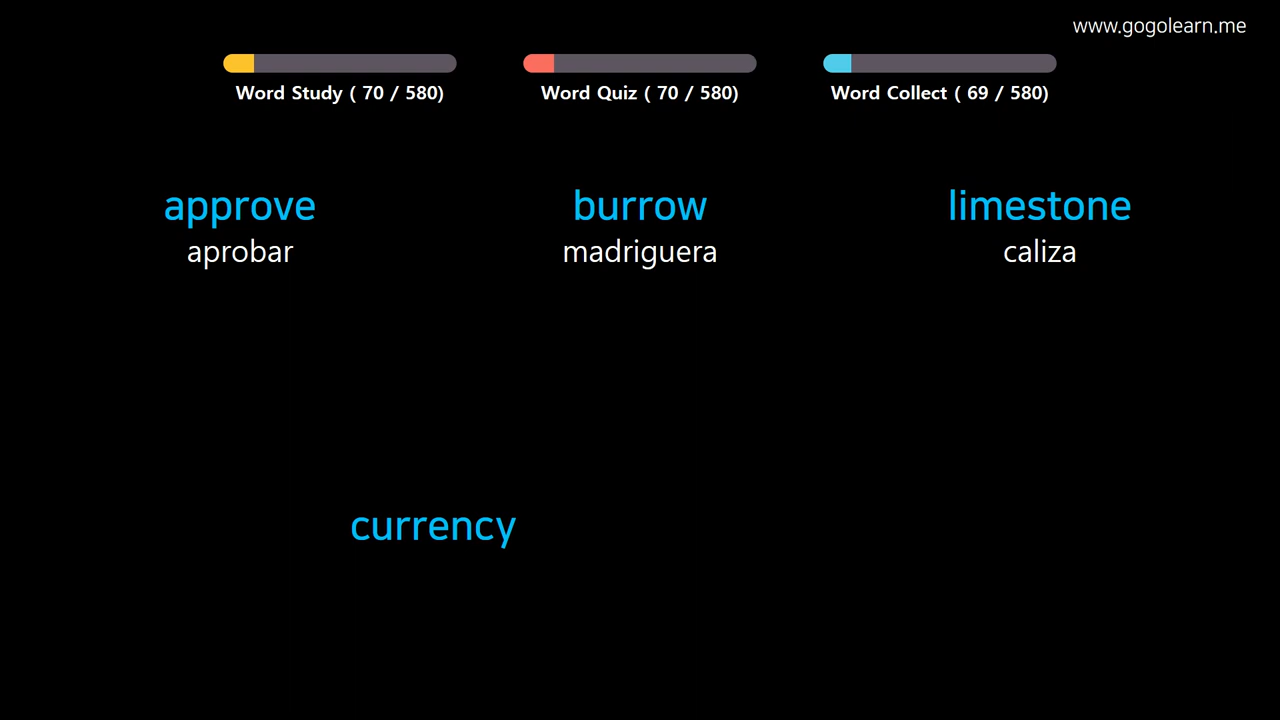 www.gogolearn.me
Word Study ( 70 / 580)
Word Quiz ( 70 / 580)
Word Collect ( 69 / 580)
approve
aprobar
burrow
madriguera
limestone
caliza
currency